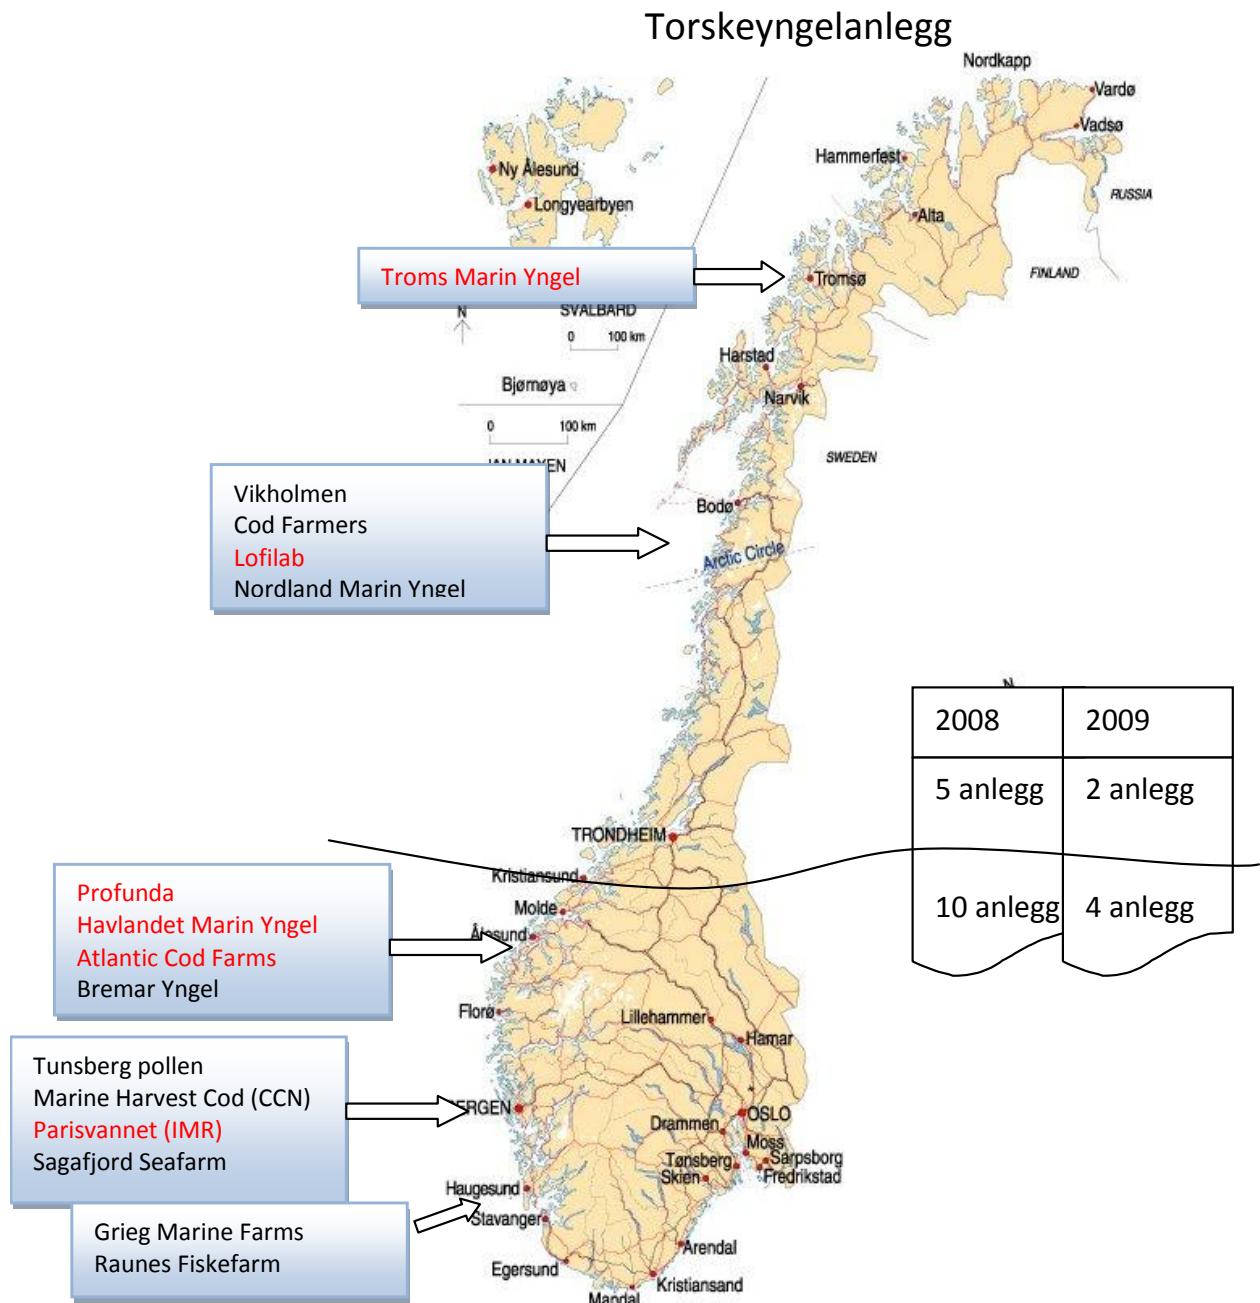 Torskeyngelanlegg
Nordkapp
Vardø
Vadsø
Hammerfest
Ny Ålesund
RUSSIA
Longyearbyen
Alta
Troms Marin Yngel
Tromsø
FINLAND
N
SVALBARD
0 100 km
Harstad
Bjørnøya
Narvik
0 100 km
SWEDEN
JAN MAYEN
Vikholmen
Cod Farmers
Lofilab
Nordland Marin Yngel
Bodø
Arctic Circle
N
2008 2009
5 anlegg 2 anlegg
TRONDHEIM
Kristiansund
Profunda
Havlandet Marin Yngel
Atlantic Cod Farms
Bremar Yngel
Molde
10 anlegg 4 anlegg
Ålesund
Florø
Lillehammer
Hamar
Tunsberg pollen
Marine Harvest Cod (CCN)
Parisvannet (IMR)
Sagafjord Seafarm
BERGEN
OSLO
Drammen
Moss
Tønsberg
Sarpsborg
Skien
Fredrikstad
Haugesund
Grieg Marine Farms
Raunes Fiskefarm
Stavanger
Arendal
Egersund
Kristiansand
Mandal